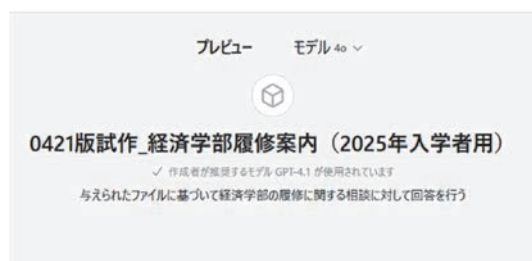 プレビュー モデル 4o
0421版試作_経済学部履修案内（2025年入学者用）
✓ 作成者が推奨するモデル GPT-4.1 が使用されています
与えられたファイルに基づいて経済学部の履修に関する相談に対して回答を行う